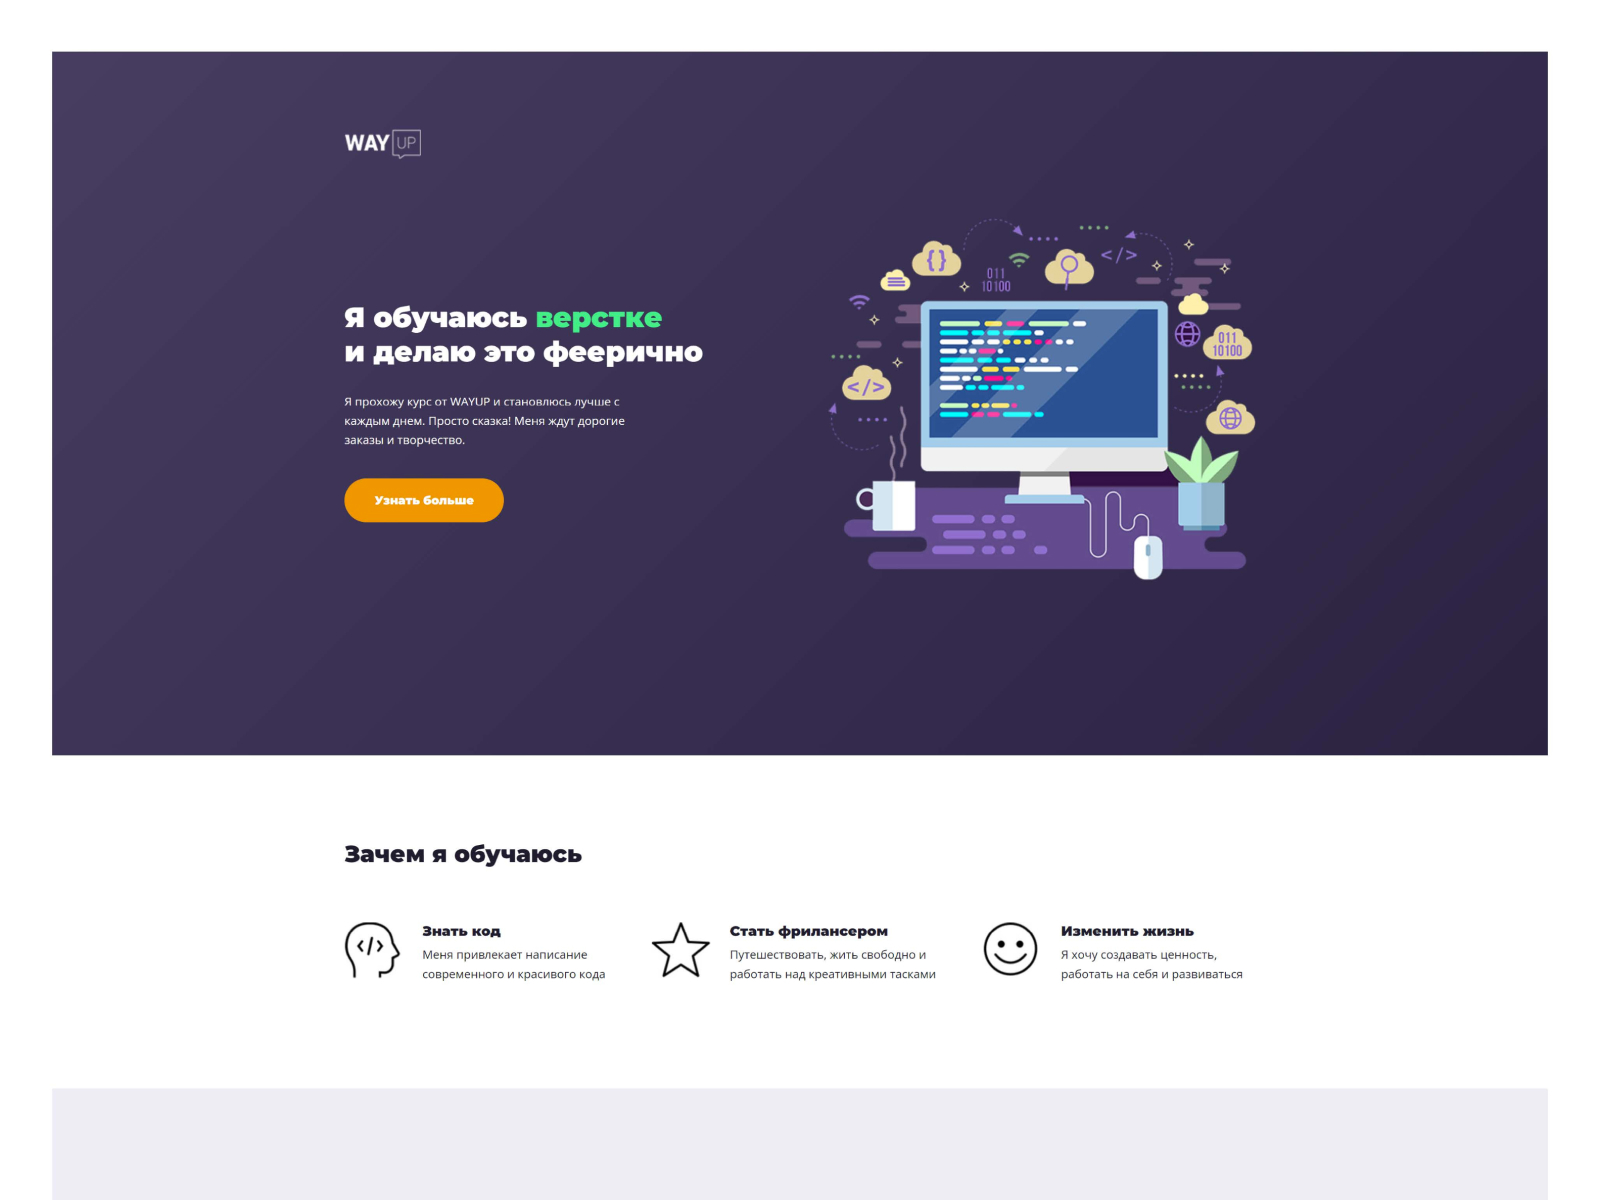 WAY UP
Я обучаюсь верстке
и делаю это феерично
Я прохожу курс от WAYUP и становлюсь лучше с
каждым днем. Просто сказка! Меня ждут дорогие
заказы и творчество.
Узнать больше
{}
011
10100
</>
011
10100
</>
Зачем я обучаюсь
</>
Знать код
Меня привлекает написание
современного и красивого кода
Стать фрилансером
Путешествовать, жить свободно и
работать над креативными тасками
Изменить жизнь
Я хочу создавать ценность,
работать на себя и развиваться